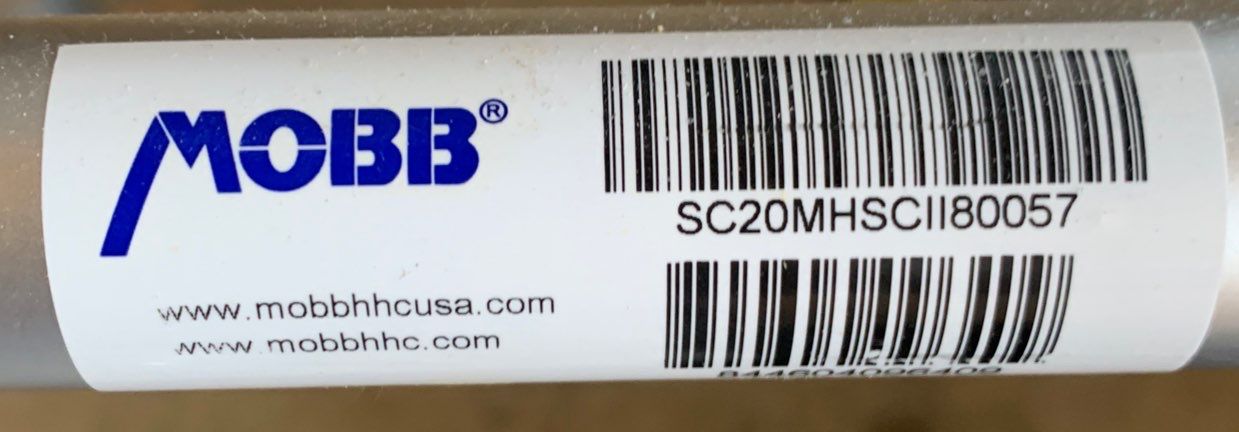 MOBB®
www.mobbhhcusa.com
www.mobbhhc.com
SC20MHSCII80057